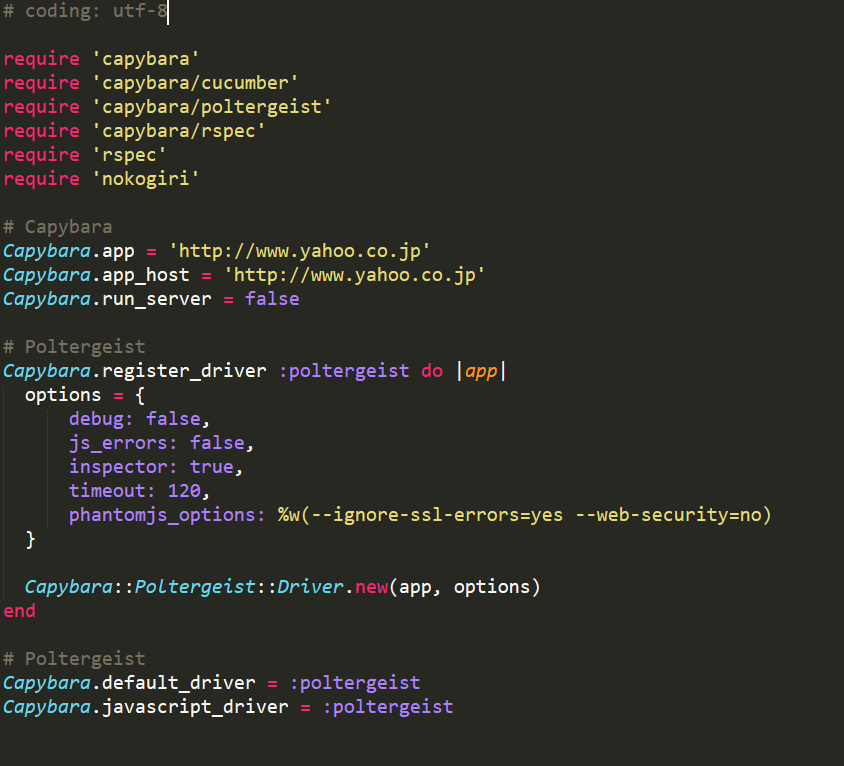 # coding: utf-8
require 'capybara'
require 'capybara/cucumber'
require 'capybara/poltergeist'
require 'capybara/rspec'
require 'rspec'
require 'nokogiri'
# Capybara
Capybara.app = 'http://www.yahoo.co.jp'
Capybara.app_host = 'http://www.yahoo.co.jp'
Capybara.run_server = false
# Poltergeist
Capybara.register_driver :poltergeist do |app|
  options = {
      debug: false,
      js_errors: false,
      inspector: true,
      timeout: 120,
      phantomjs_options: %w(--ignore-ssl-errors=yes --web-security=no)
  }
  Capybara::Poltergeist::Driver.new(app, options)
end
# Poltergeist
Capybara.default_driver = :poltergeist
Capybara.javascript_driver = :poltergeist